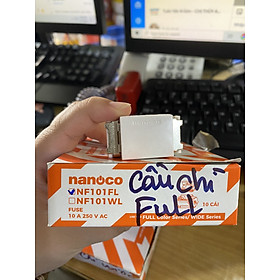 nanoco
NF101FL
NF101WL
FUSE
10 A 250 V AC
cầu chì
Full
10 CÁI
FULL Color Series/ WIDE Series